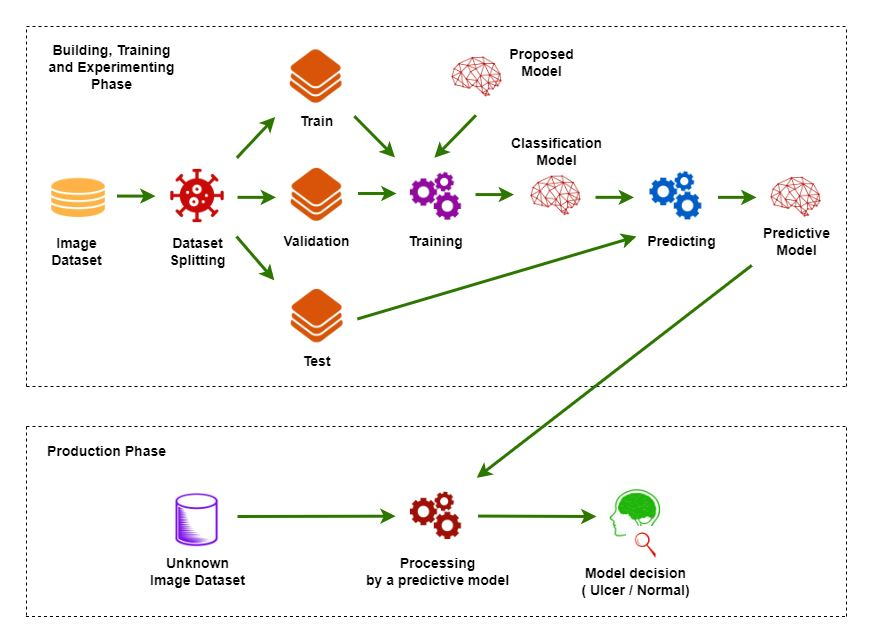 Building, Training
and Experimenting
Phase
Proposed
Model
Train
Classification
Model
Image
Dataset
Dataset
Splitting
Validation
Training
Predicting
Predictive
Model
Test
Production Phase
Unknown
Image Dataset
Processing
by a predictive model
Model decision
( Ulcer / Normal)